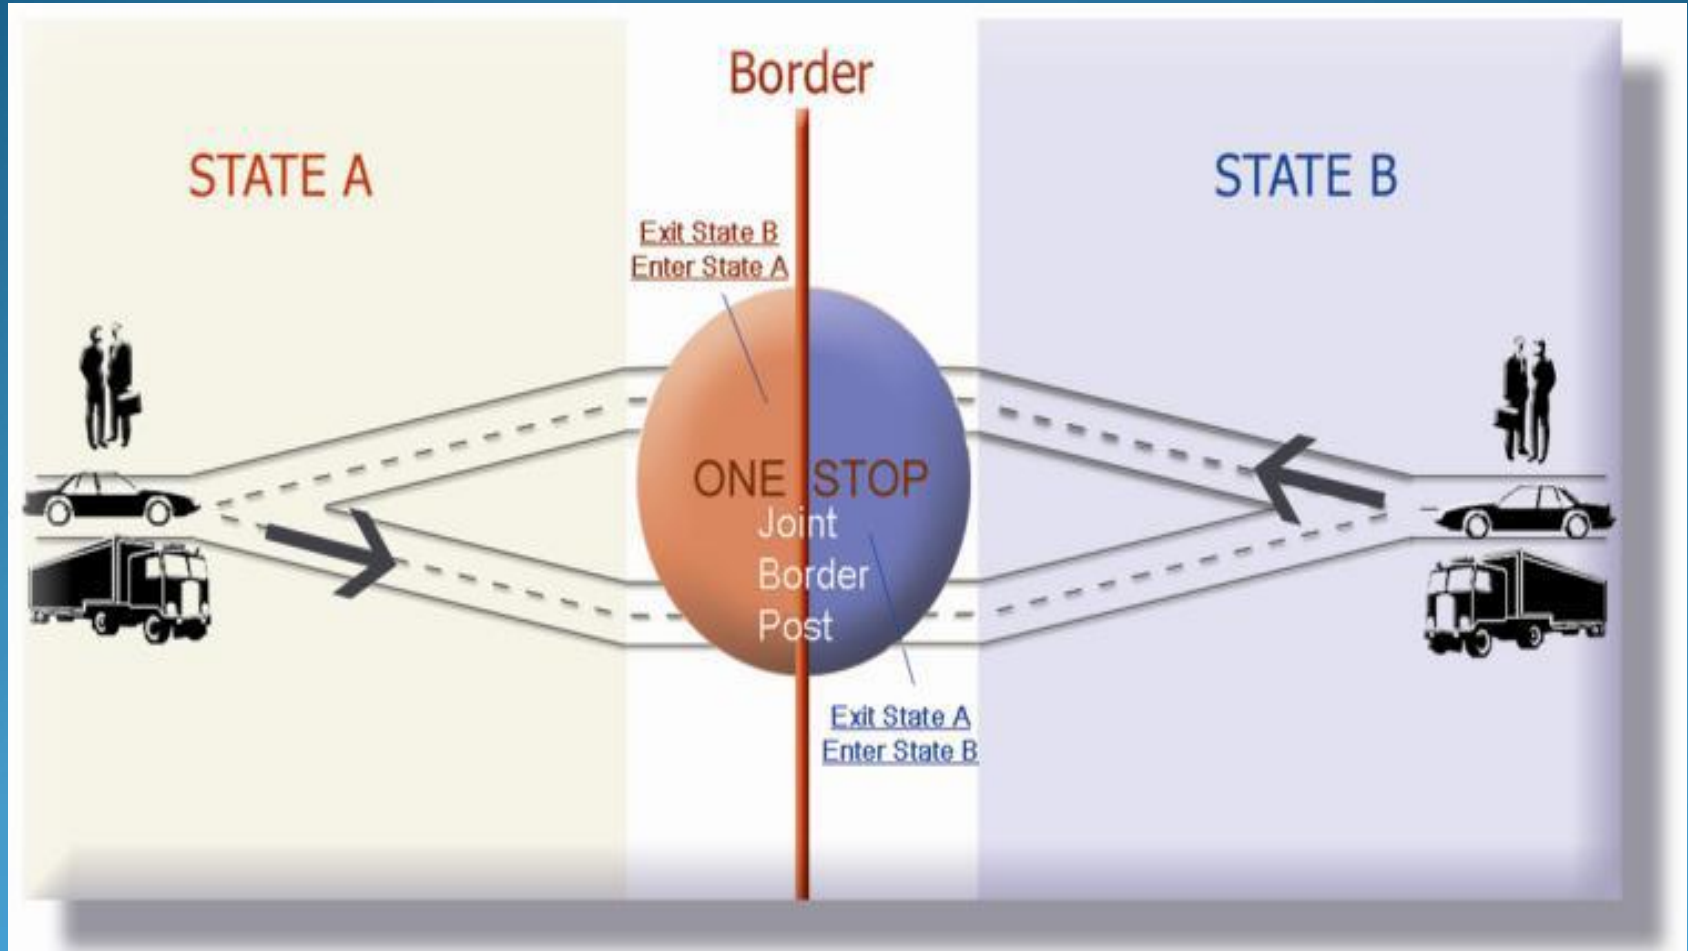 Border
STATE A
STATE B
Exit State B
Enter State A
ONE STOP
Joint
Border
Post
Exit State A
Enter State B